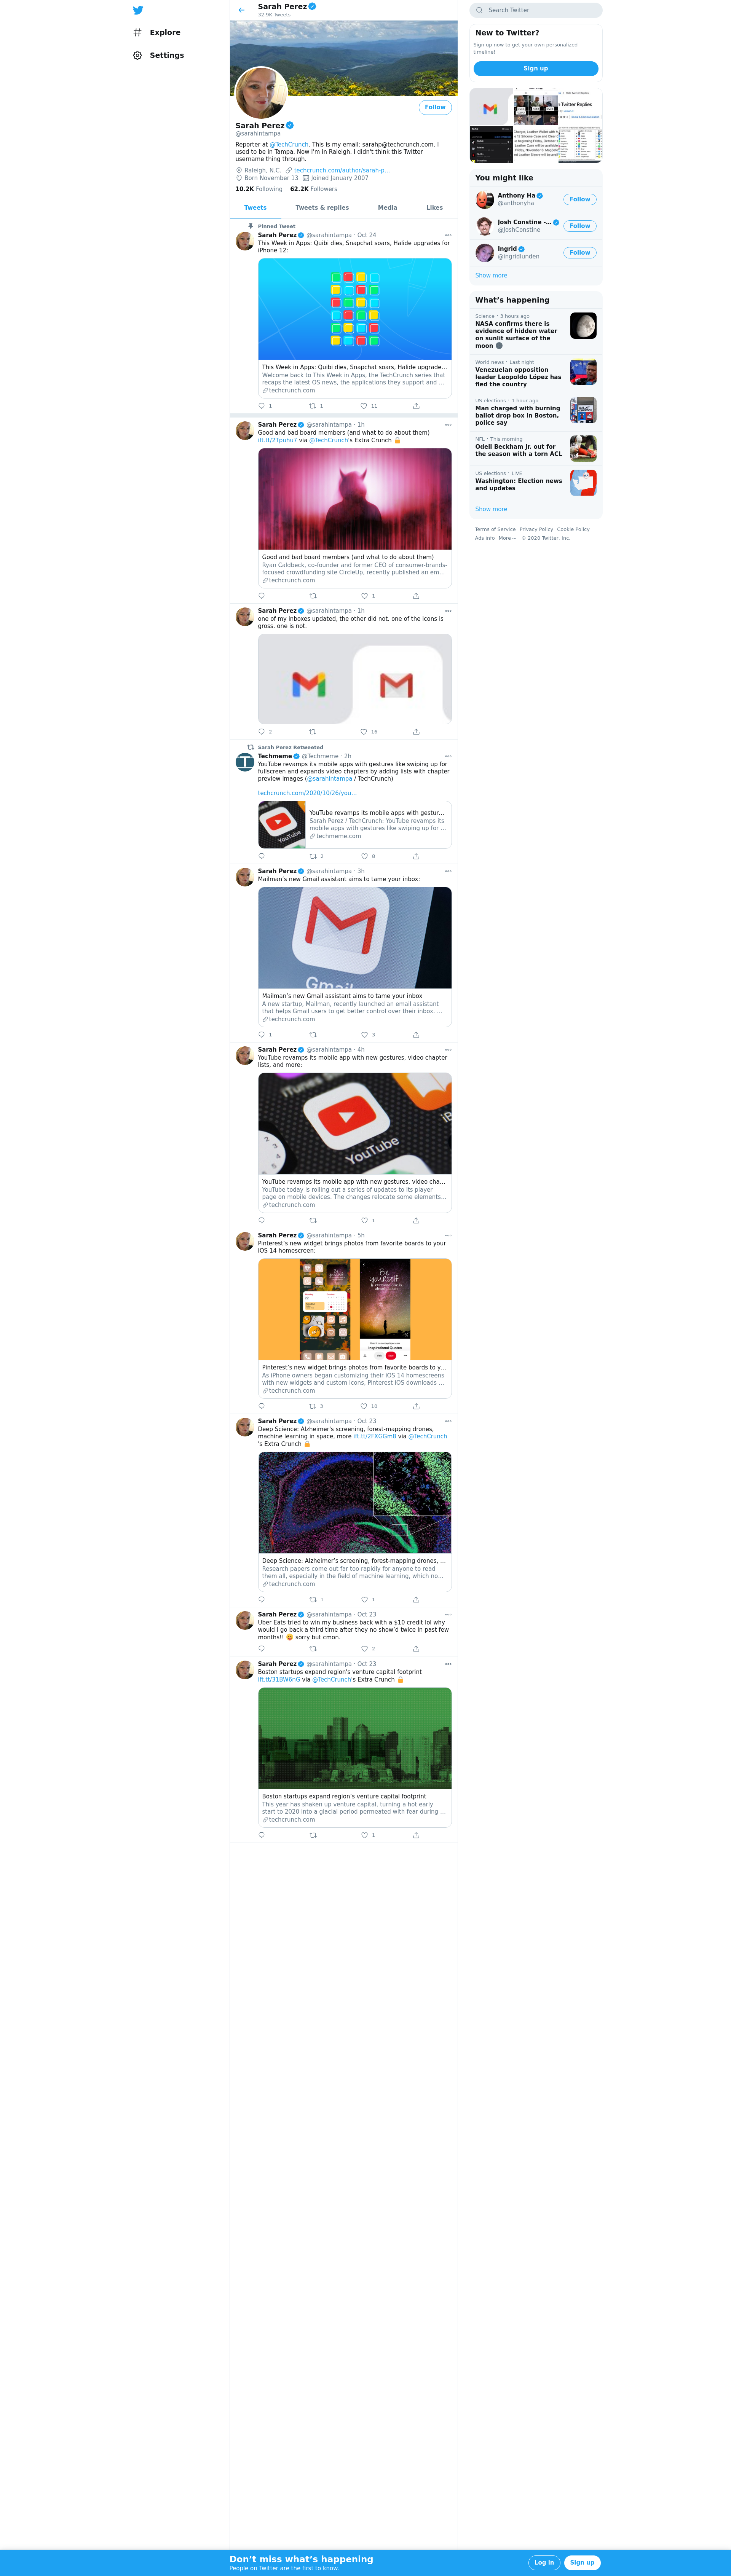 Explore
Settings
Sarah Perez
32.9K Tweets
Follow
Sarah Perez
@sarahintampa
Reporter at @TechCrunch. This is my email: sarahp@techcrunch.com. I
used to be in Tampa. Now I'm in Raleigh. I didn't think this Twitter
username thing through.
Raleigh, N.C. techcrunch.com/author/sarah-p...
Born November 13 Joined January 2007
10.2K Following 62.2K Followers
Tweets Tweets & replies Media Likes
Pinned Tweet
Sarah Perez @sarahintampa · Oct 24
This Week in Apps: Quibi dies, Snapchat soars, Halide upgrades for
iPhone 12:
This Week in Apps: Quibi dies, Snapchat soars, Halide upgrade...
Welcome back to This Week in Apps, the TechCrunch series that
recaps the latest OS news, the applications they support and ...
techcrunch.com
1 1 11
Sarah Perez @sarahintampa · 1h
Good and bad board members (and what to do about them)
ift.tt/2Tpuhu7 via @TechCrunch's Extra Crunch
Good and bad board members (and what to do about them)
Ryan Caldbeck, co-founder and former CEO of consumer-brands-
focused crowdfunding site CircleUp, recently published an em...
techcrunch.com
1
Sarah Perez @sarahintampa · 1h
one of my inboxes updated, the other did not. one of the icons is
gross. one is not.
2 16
Sarah Perez Retweeted
Techmeme @Techmeme · 2h
YouTube revamps its mobile apps with gestures like swiping up for
fullscreen and expands video chapters by adding lists with chapter
preview images (@sarahintampa / TechCrunch)
techcrunch.com/2020/10/26/you...
YouTube
YouTube revamps its mobile apps with gestur...
Sarah Perez / TechCrunch: YouTube revamps its
mobile apps with gestures like swiping up for ...
techmeme.com
2 8
Sarah Perez @sarahintampa · 3h
Mailman's new Gmail assistant aims to tame your inbox:
Gmail
Mailman's new Gmail assistant aims to tame your inbox
A new startup, Mailman, recently launched an email assistant
that helps Gmail users to get better control over their inbox. ...
techcrunch.com
1 3
Sarah Perez @sarahintampa · 4h
YouTube revamps its mobile app with new gestures, video chapter
lists, and more:
YouTube
YouTube revamps its mobile app with new gestures, video cha...
YouTube today is rolling out a series of updates to its player
page on mobile devices. The changes relocate some elements...
techcrunch.com
1
Sarah Perez @sarahintampa · 5h
Pinterest's new widget brings photos from favorite boards to your
iOS 14 homescreen:
Be
yourself
Inspirational Quotes
Pinterest's new widget brings photos from favorite boards to y...
As iPhone owners began customizing their iOS 14 homescreens
with new widgets and custom icons, Pinterest iOS downloads ...
techcrunch.com
3 10
Sarah Perez @sarahintampa · Oct 23
Deep Science: Alzheimer's screening, forest-mapping drones,
machine learning in space, more ift.tt/2FXGGm8 via @TechCrunch
's Extra Crunch
Deep Science: Alzheimer's screening, forest-mapping drones, ...
Research papers come out far too rapidly for anyone to read
them all, especially in the field of machine learning, which no...
techcrunch.com
1 1
Sarah Perez @sarahintampa · Oct 23
Uber Eats tried to win my business back with a $10 credit lol why
would I go back a third time after they no show'd twice in past few
months!! sorry but cmon.
2
Sarah Perez @sarahintampa · Oct 23
Boston startups expand region's venture capital footprint
ift.tt/31BW6nG via @TechCrunch's Extra Crunch
Boston startups expand region's venture capital footprint
This year has shaken up venture capital, turning a hot early
start to 2020 into a glacial period permeated with fear during ...
techcrunch.com
1
Search Twitter
New to Twitter?
Sign up now to get your own personalized
timeline!
Sign up
Twitter Replies
You might like
Anthony Ha
@anthonyha
Follow
Josh Constine -...
@JoshConstine
Follow
Ingrid
@ingridlunden
Follow
Show more
What's happening
Science · 3 hours ago
NASA confirms there is
evidence of hidden water
on sunlit surface of the
moon
World news · Last night
Venezuelan opposition
leader Leopoldo López has
fled the country
US elections · 1 hour ago
Man charged with burning
ballot drop box in Boston,
police say
NFL · This morning
Odell Beckham Jr. out for
the season with a torn ACL
US elections · LIVE
Washington: Election news
and updates
Show more
Terms of Service Privacy Policy Cookie Policy
Ads info More © 2020 Twitter, Inc.
Don't miss what's happening
People on Twitter are the first to know.
Log in Sign up